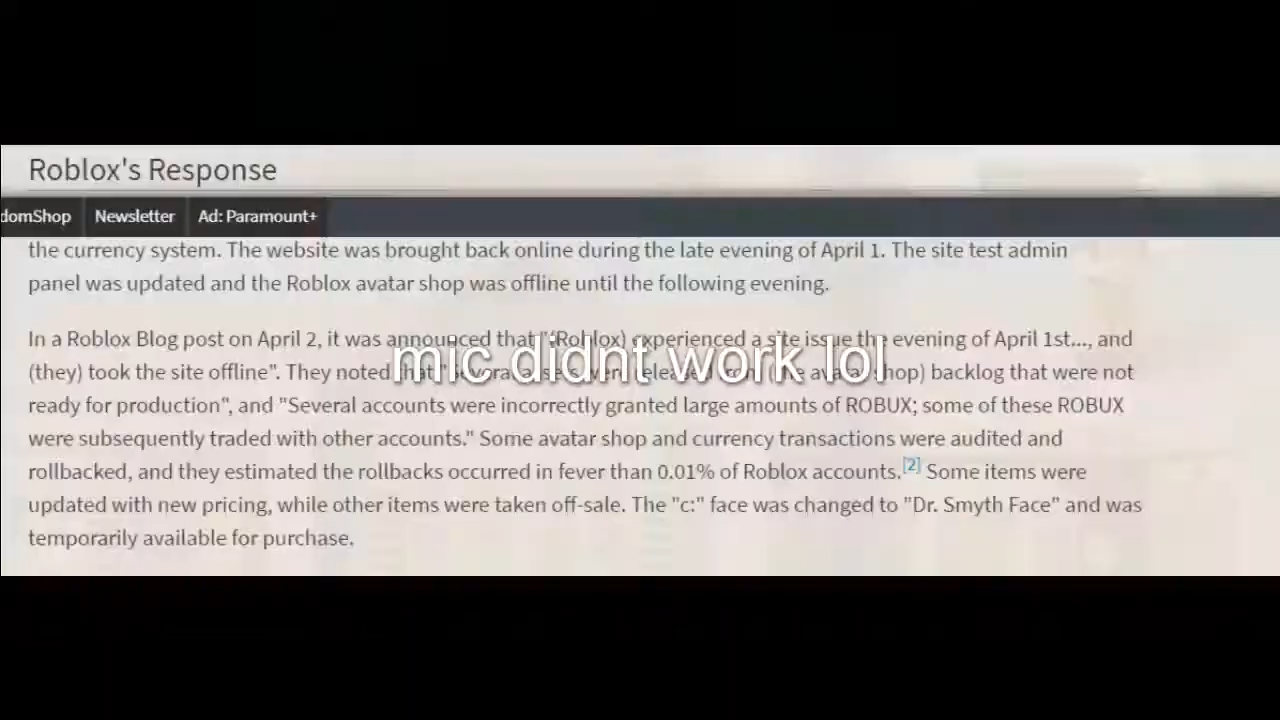 Roblox's Response
domShop Newsletter Ad: Paramount+
the currency system. The website was brought back online during the late evening of April 1. The site test admin
panel was updated and the Roblox avatar shop was offline until the following evening.
In a Roblox Blog post on April 2, it was announced that "(Roblox) experienced a site issue the evening of April 1st..., and
mic didnt work lol
(they) took the site offline". They noted that "Several released from the avatar shop) backlog that were not
ready for production", and "Several accounts were incorrectly granted large amounts of ROBUX; some of these ROBUX
were subsequently traded with other accounts." Some avatar shop and currency transactions were audited and
rollbacked, and they estimated the rollbacks occurred in fever than 0.01% of Roblox accounts.[2] Some items were
updated with new pricing, while other items were taken off-sale. The "c:" face was changed to "Dr. Smyth Face" and was
temporarily available for purchase.